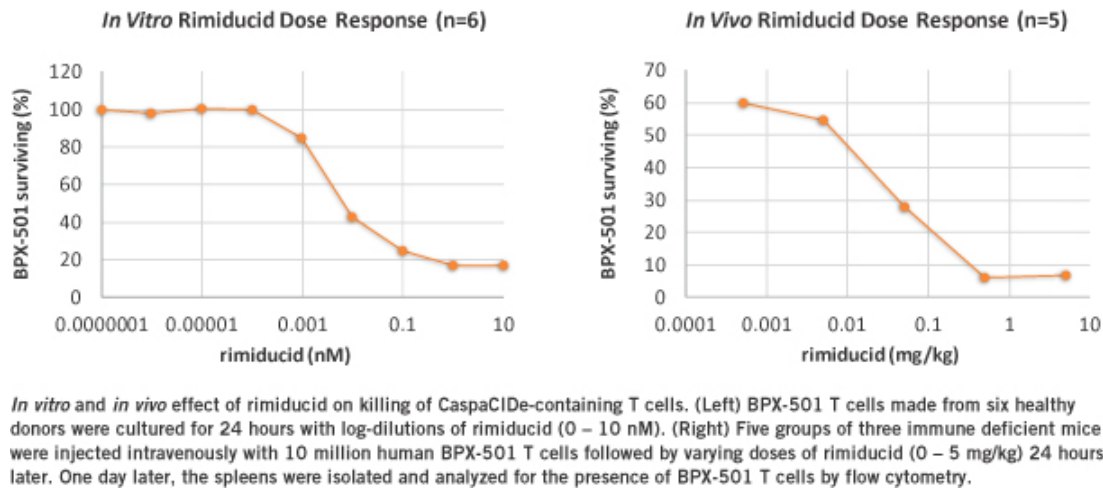 In Vitro Rimiducid Dose Response (n=6)
120
100
80
60
40
20
0
BPX-501 surviving (%)
0.0000001 0.00001 0.001 0.1 10
rimiducid (nM)
In Vivo Rimiducid Dose Response (n=5)
70
60
50
40
30
20
10
0
BPX-501 surviving (%)
0.0001 0.001 0.01 0.1 1 10
rimiducid (mg/kg)
In vitro and in vivo effect of rimiducid on killing of CaspaCIDe-containing T cells. (Left) BPX-501 T cells made from six healthy
donors were cultured for 24 hours with log-dilutions of rimiducid (0 – 10 nM). (Right) Five groups of three immune deficient mice
were injected intravenously with 10 million human BPX-501 T cells followed by varying doses of rimiducid (0 – 5 mg/kg) 24 hours
later. One day later, the spleens were isolated and analyzed for the presence of BPX-501 T cells by flow cytometry.